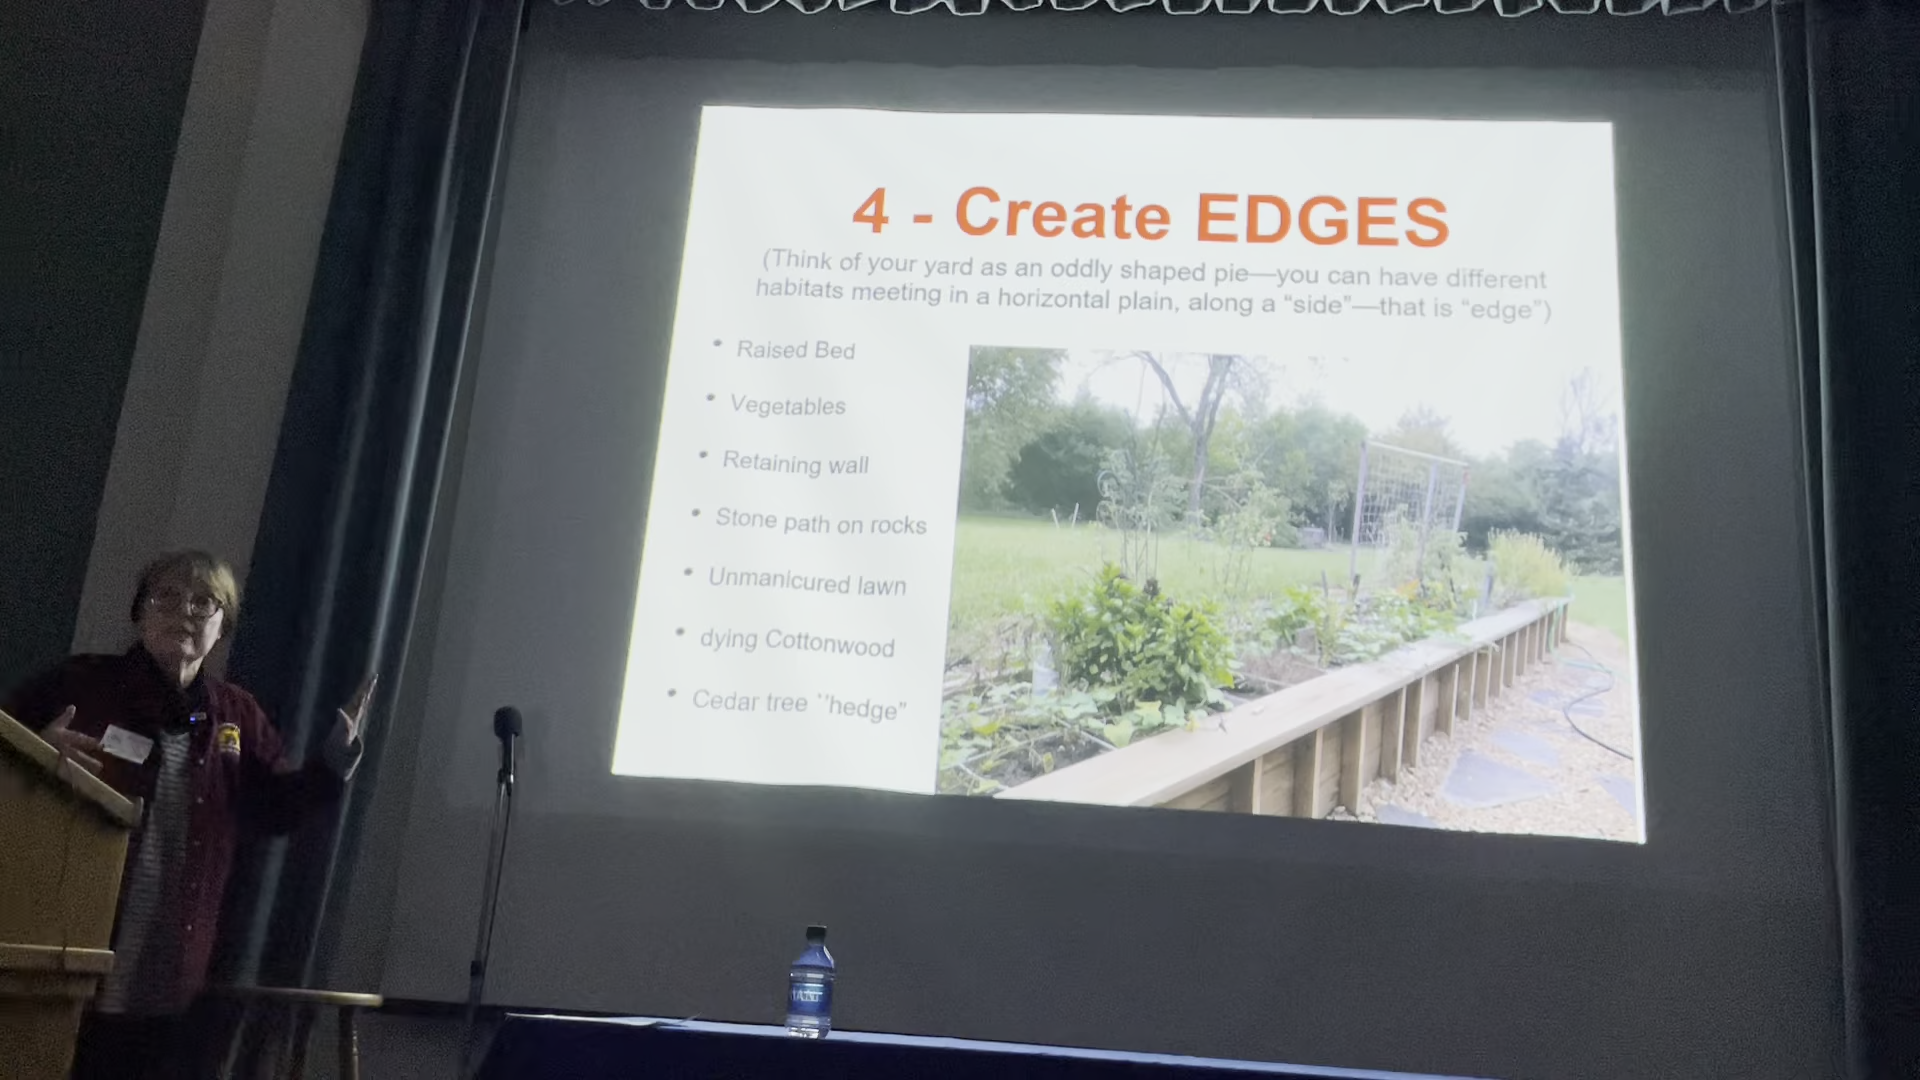 4 - Create EDGES
(Think of your yard as an oddly shaped pie—you can have different
habitats meeting in a horizontal plain, along a “side”—that is “edge”)
• Raised Bed
• Vegetables
• Retaining wall
• Stone path on rocks
• Unmanicured lawn
• dying Cottonwood
• Cedar tree ''hedge”